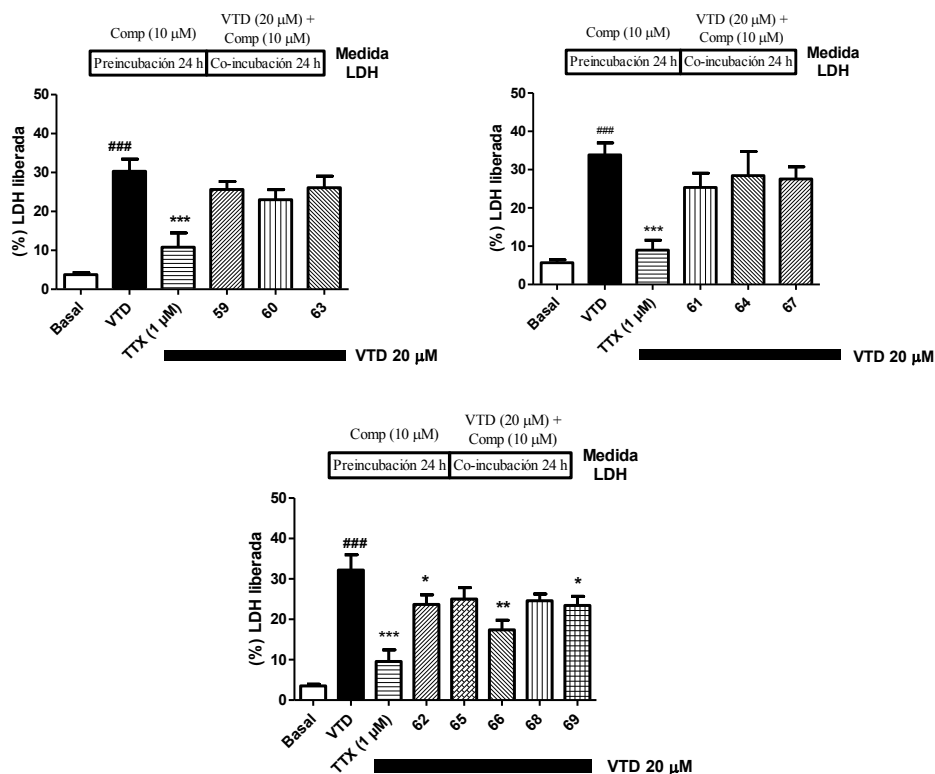 Comp (10 µM)
VTD (20 µM) +
Comp (10 µM)
Preincubación 24 h
Co-incubación 24 h
Medida
LDH
(%) LDH liberada
50
40
30
20
10
0
###
***
Basal
VTD
TTX (1 µM)
59
60
63
VTD 20 µM
Comp (10 µM)
VTD (20 µM) +
Comp (10 µM)
Preincubación 24 h
Co-incubación 24 h
Medida
LDH
(%) LDH liberada
50
40
30
20
10
0
###
***
Basal
VTD
TTX (1 µM)
61
64
67
VTD 20 µM
Comp (10 µM)
VTD (20 µM) +
Comp (10 µM)
Preincubación 24 h
Co-incubación 24 h
Medida
LDH
(%) LDH liberada
50
40
30
20
10
0
###
***
*
**
*
Basal
VTD
TTX (1 µM)
62
65
66
68
69
VTD 20 µM